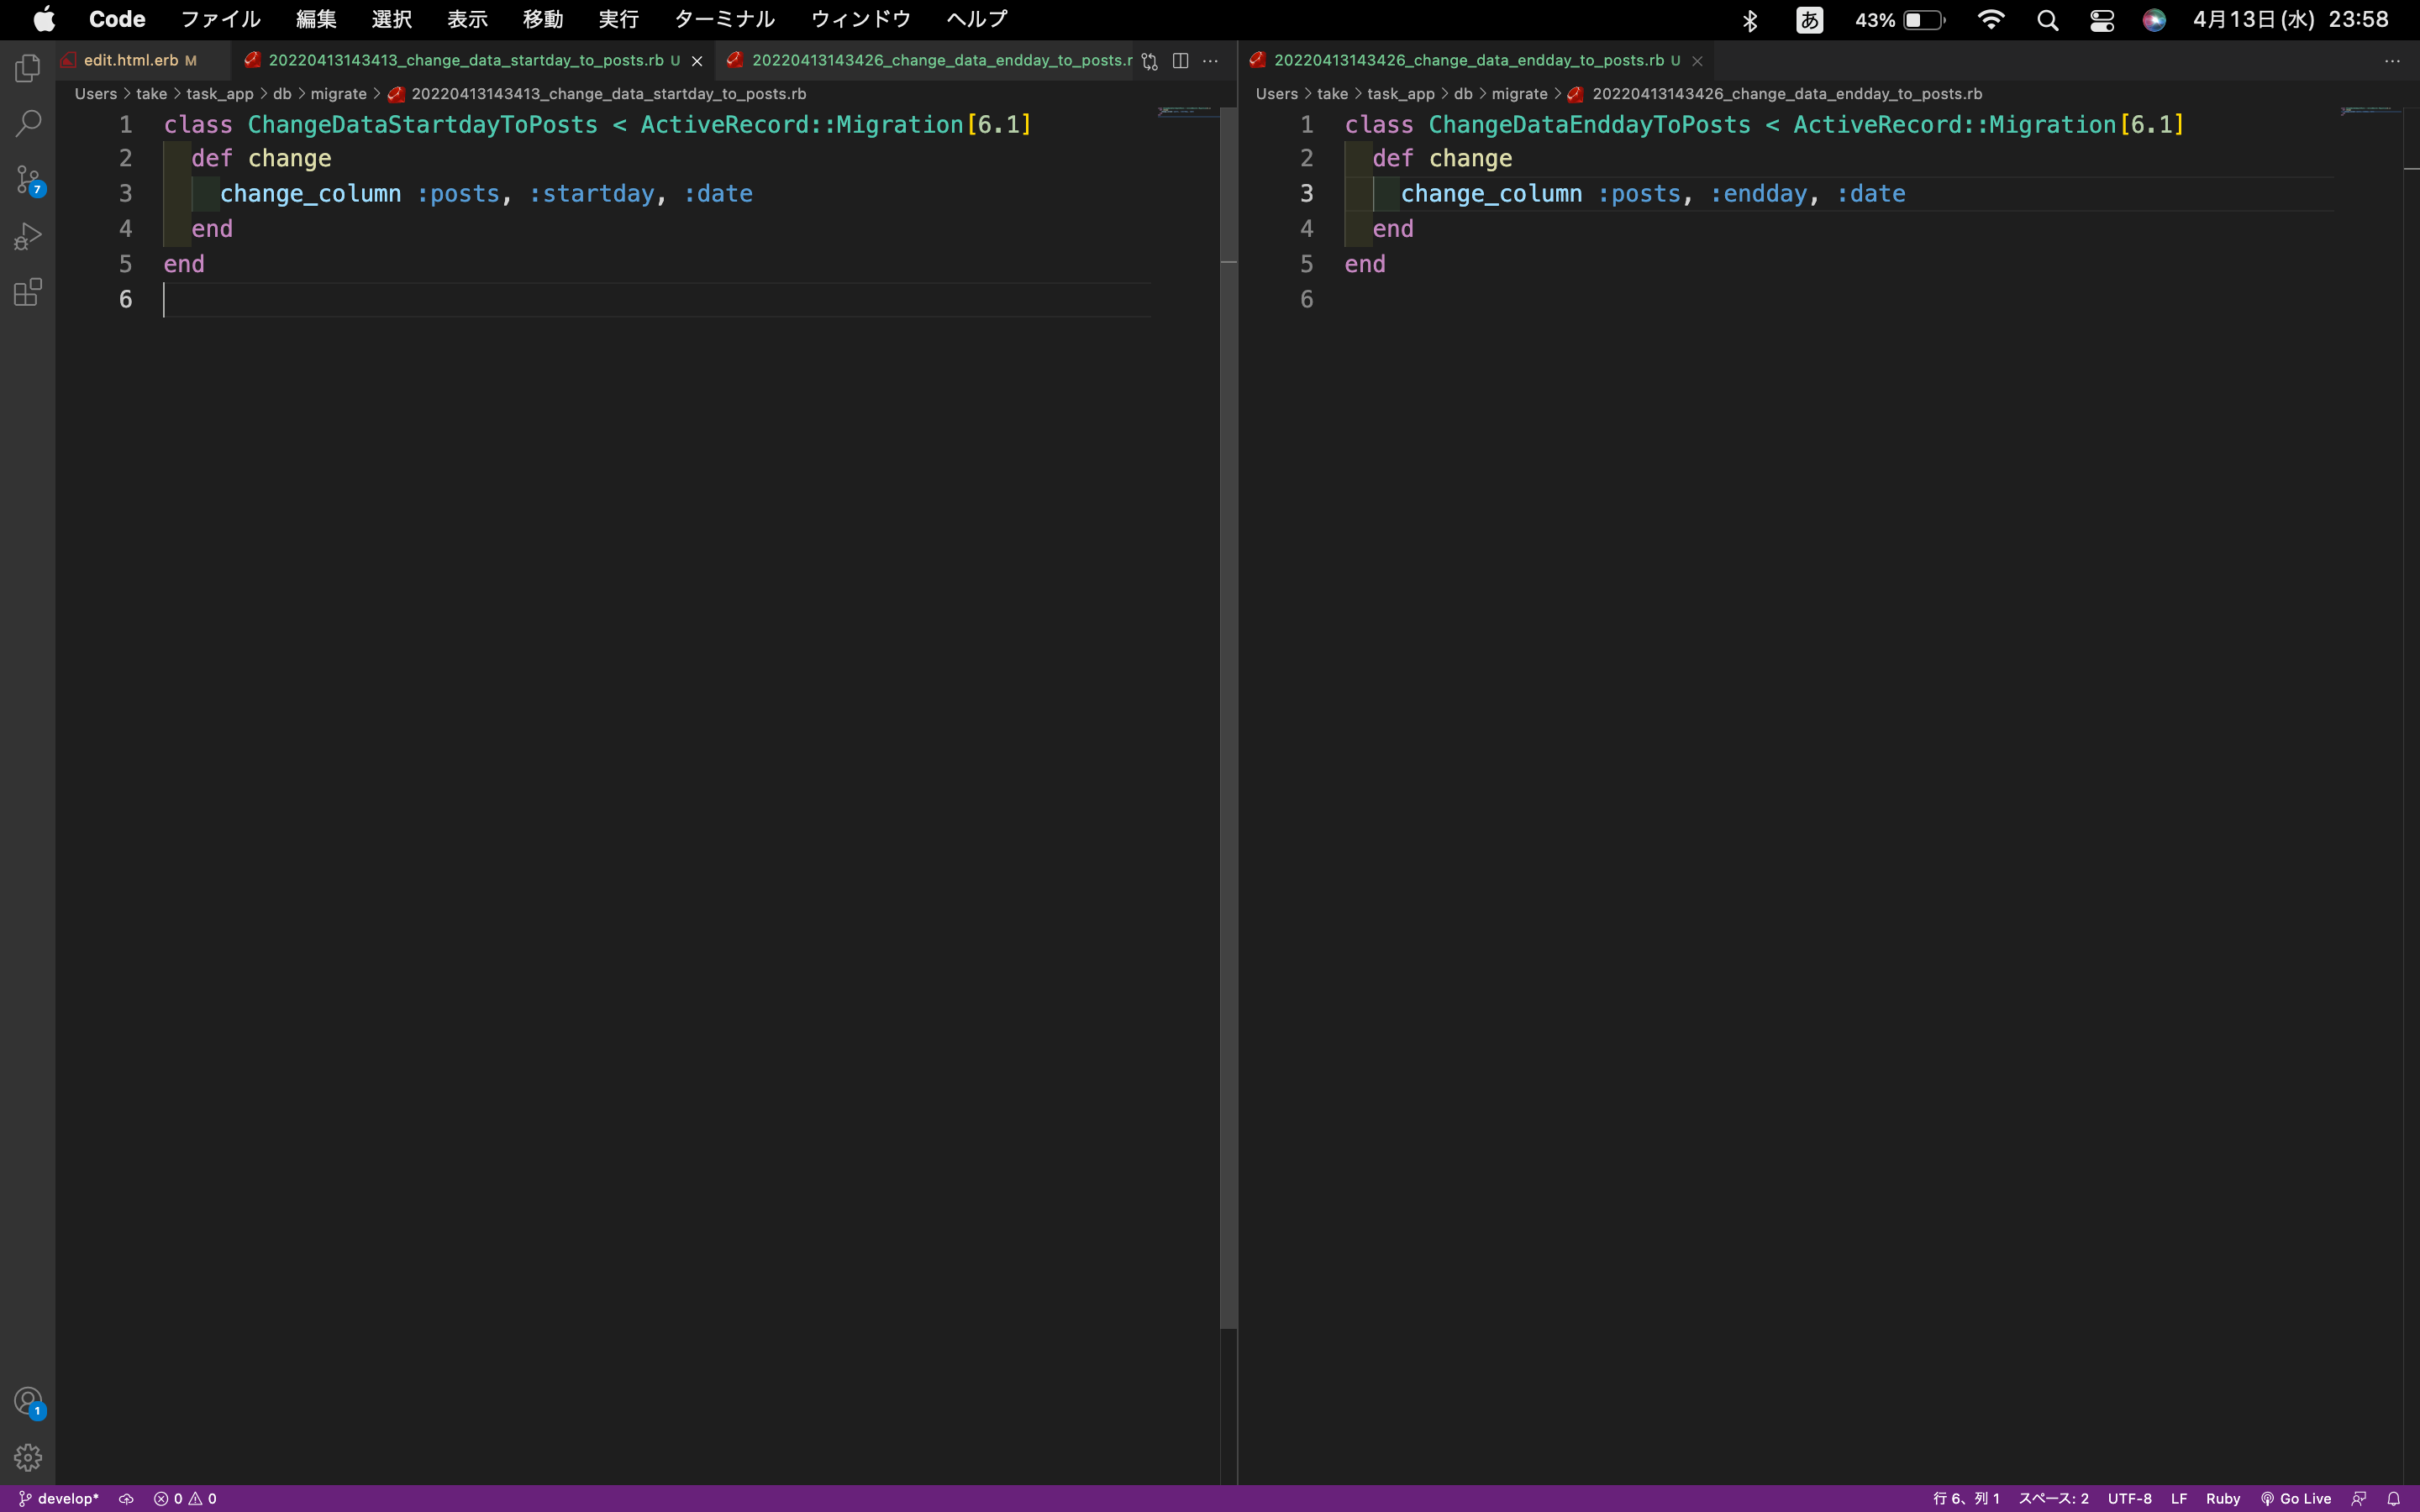 Code ファイル 編集 選択 表示 移動 実行 ターミナル ウィンドウ ヘルプ あ 43% 4月13日(水) 23:58
edit.html.erb M 20220413143413_change_data_startday_to_posts.rb U 20220413143426_change_data_endday_to_posts.r
Users > take > task_app > db > migrate > 20220413143413_change_data_startday_to_posts.rb
1 class ChangeDataStartdayToPosts < ActiveRecord::Migration[6.1]
2 def change
3 change_column :posts, :startday, :date
4 end
5 end
6
20220413143426_change_data_endday_to_posts.rb U
Users > take > task_app > db > migrate > 20220413143426_change_data_endday_to_posts.rb
1 class ChangeDataEnddayToPosts < ActiveRecord::Migration[6.1]
2 def change
3 change_column :posts, :endday, :date
4 end
5 end
6
7
1
develop* 0 0 行 6、列 1 スペース: 2 UTF-8 LF Ruby Go Live